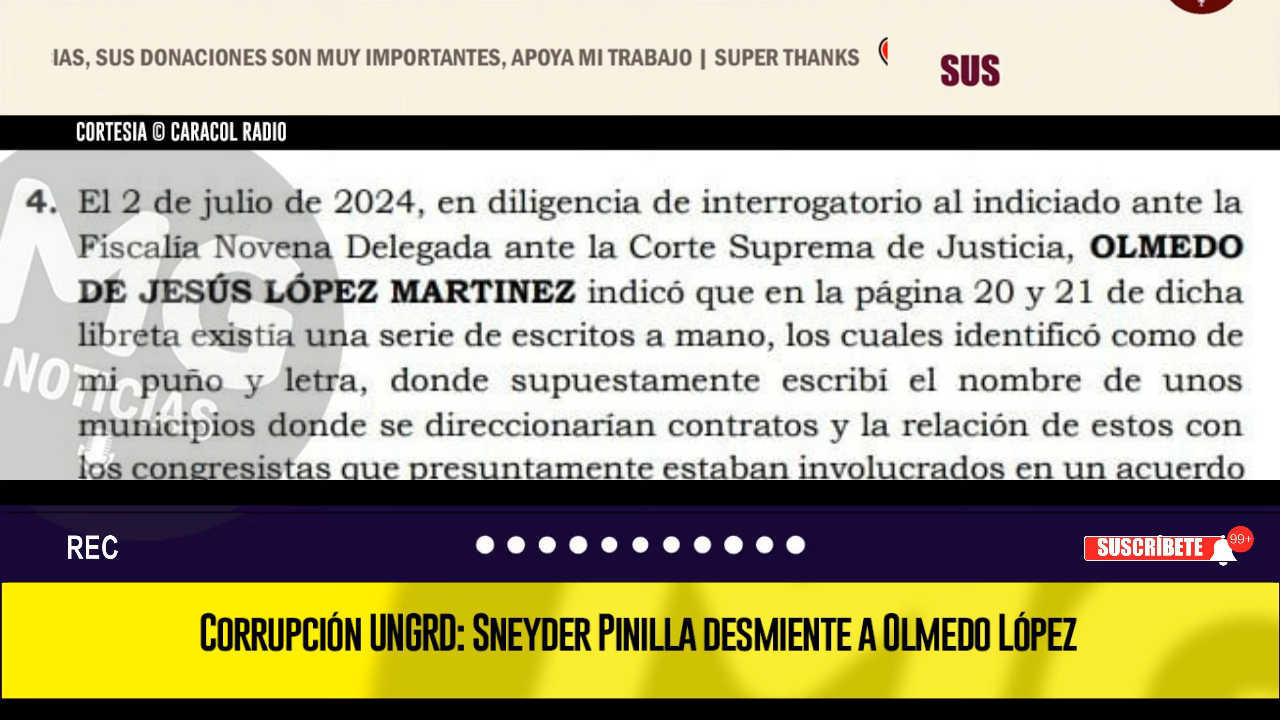 IAS, SUS DONACIONES SON MUY IMPORTANTES, APOYA MI TRABAJO | SUPER THANKS
SUS
CORTESIA © CARACOL RADIO
4. El 2 de julio de 2024, en diligencia de interrogatorio al indiciado ante la
Fiscalía Novena Delegada ante la Corte Suprema de Justicia, OLMEDO
DE JESÚS LÓPEZ MARTINEZ indicó que en la página 20 y 21 de dicha
libreta existía una serie de escritos a mano, los cuales identificó como de
mi puño y letra, donde supuestamente escribí el nombre de unos
municipios donde se direccionarían contratos y la relación de estos con
los congresistas que presuntamente estaban involucrados en un acuerdo
MG
NOTICIAS
REC
SUSCRÍBETE 99+
CORRUPCIÓN UNGRD: SNEYDER PINILLA DESMIENTE A OLMEDO LÓPEZ